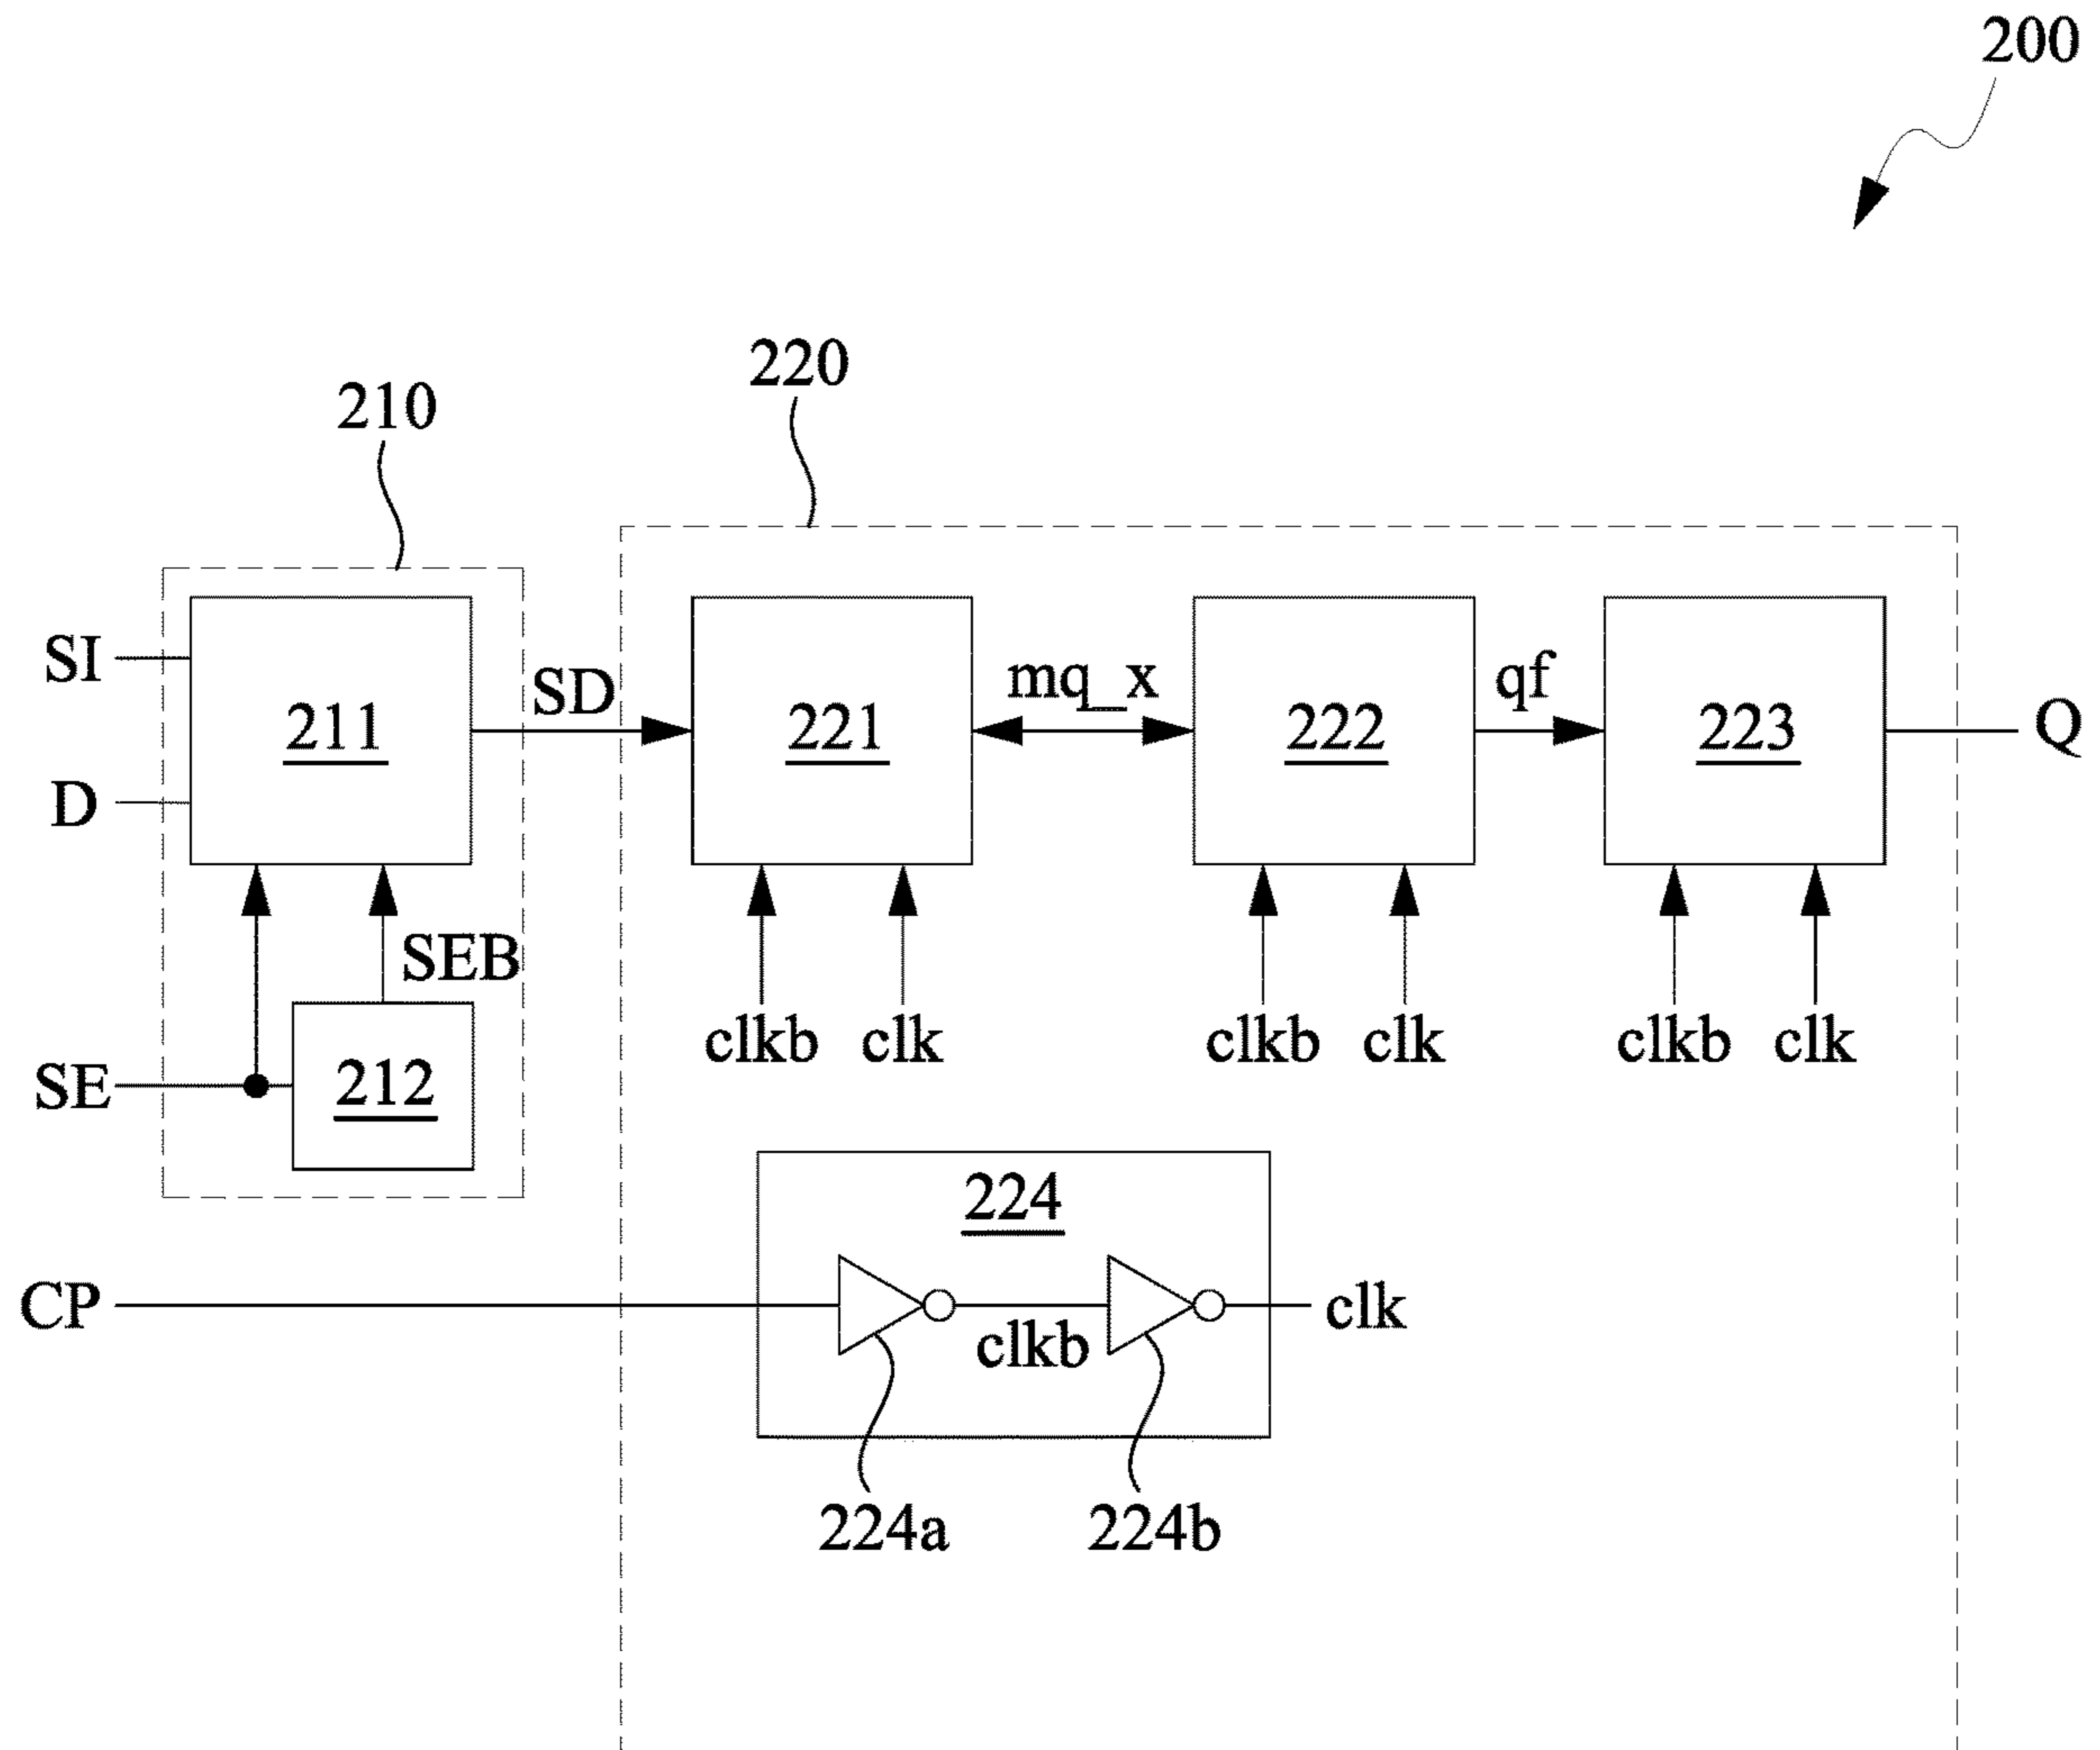 200
220
210
SI
211
SD
221
mq_x
222
qf
223
Q
D
SEB
clkb clk
clkb clk
clkb clk
SE
212
224
CP
clkb
clk
224a
224b